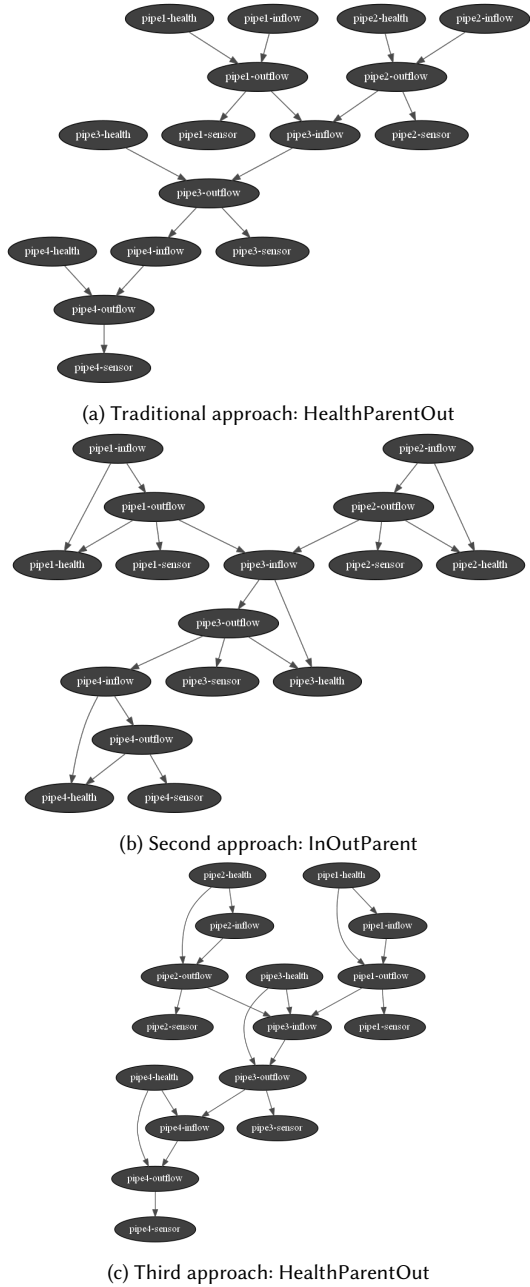 pipe1-health pipe1-inflow pipe2-health pipe2-inflow
pipe1-outflow pipe2-outflow
pipe3-health pipe1-sensor pipe3-inflow pipe2-sensor
pipe3-outflow
pipe4-health pipe4-inflow pipe3-sensor
pipe4-outflow
pipe4-sensor
(a) Traditional approach: HealthParentOut
pipe1-inflow pipe2-inflow
pipe1-outflow pipe2-outflow
pipe1-health pipe1-sensor pipe3-inflow pipe2-sensor pipe2-health
pipe3-outflow
pipe4-inflow pipe3-sensor pipe3-health
pipe4-outflow
pipe4-health pipe4-sensor
(b) Second approach: InOutParent
pipe2-health pipe1-health
pipe2-inflow pipe1-inflow
pipe2-outflow pipe3-health pipe1-outflow
pipe2-sensor pipe3-inflow pipe1-sensor
pipe4-health pipe3-outflow
pipe4-inflow pipe3-sensor
pipe4-outflow
pipe4-sensor
(c) Third approach: HealthParentOut